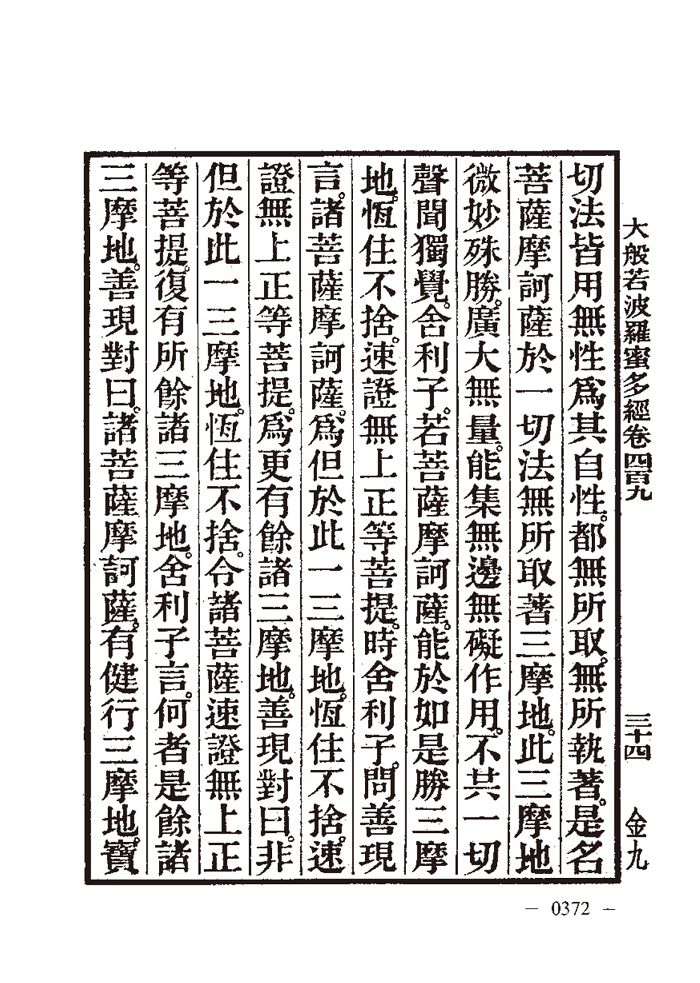 大般若波羅蜜多經卷四百九 三十四 金九
切法皆用無性爲其自性。都無所取。無所執著。是名
菩薩摩訶薩於一切法無所取著三摩地。此三摩地
微妙殊勝。廣大無量。能集無邊無礙作用。不共一切
聲聞獨覺。舍利子。若菩薩摩訶薩。能於如是勝三摩
地。恆住不捨。速證無上正等菩提。時舍利子。問善現
言。諸菩薩摩訶薩。爲但於此一三摩地。恆住不捨。速
證無上正等菩提。爲更有餘諸三摩地。善現對曰。非
但於此一三摩地。恆住不捨。令諸菩薩速證無上正
等菩提。復有所餘諸三摩地。舍利子言。何者是餘諸
三摩地。善現對曰。諸菩薩摩訶薩。有健行三摩地。寶
— 0372 —